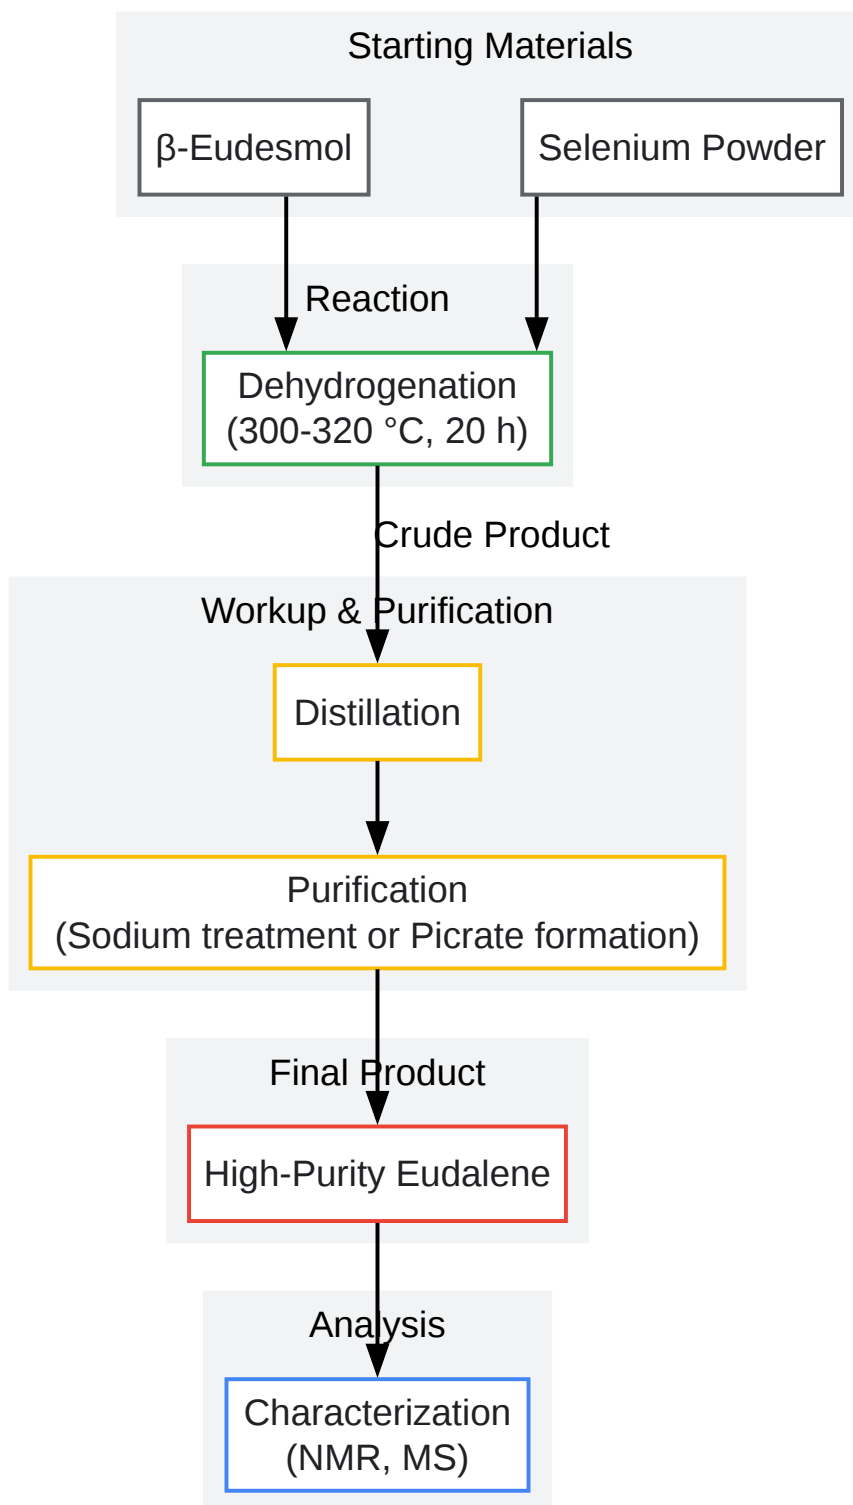 Starting Materials
β-Eudesmol
Selenium Powder
Reaction
Dehydrogenation
(300-320 °C, 20 h)
Crude Product
Workup & Purification
Distillation
Purification
(Sodium treatment or Picrate formation)
Final Product
High-Purity Eudalene
Analysis
Characterization
(NMR, MS)